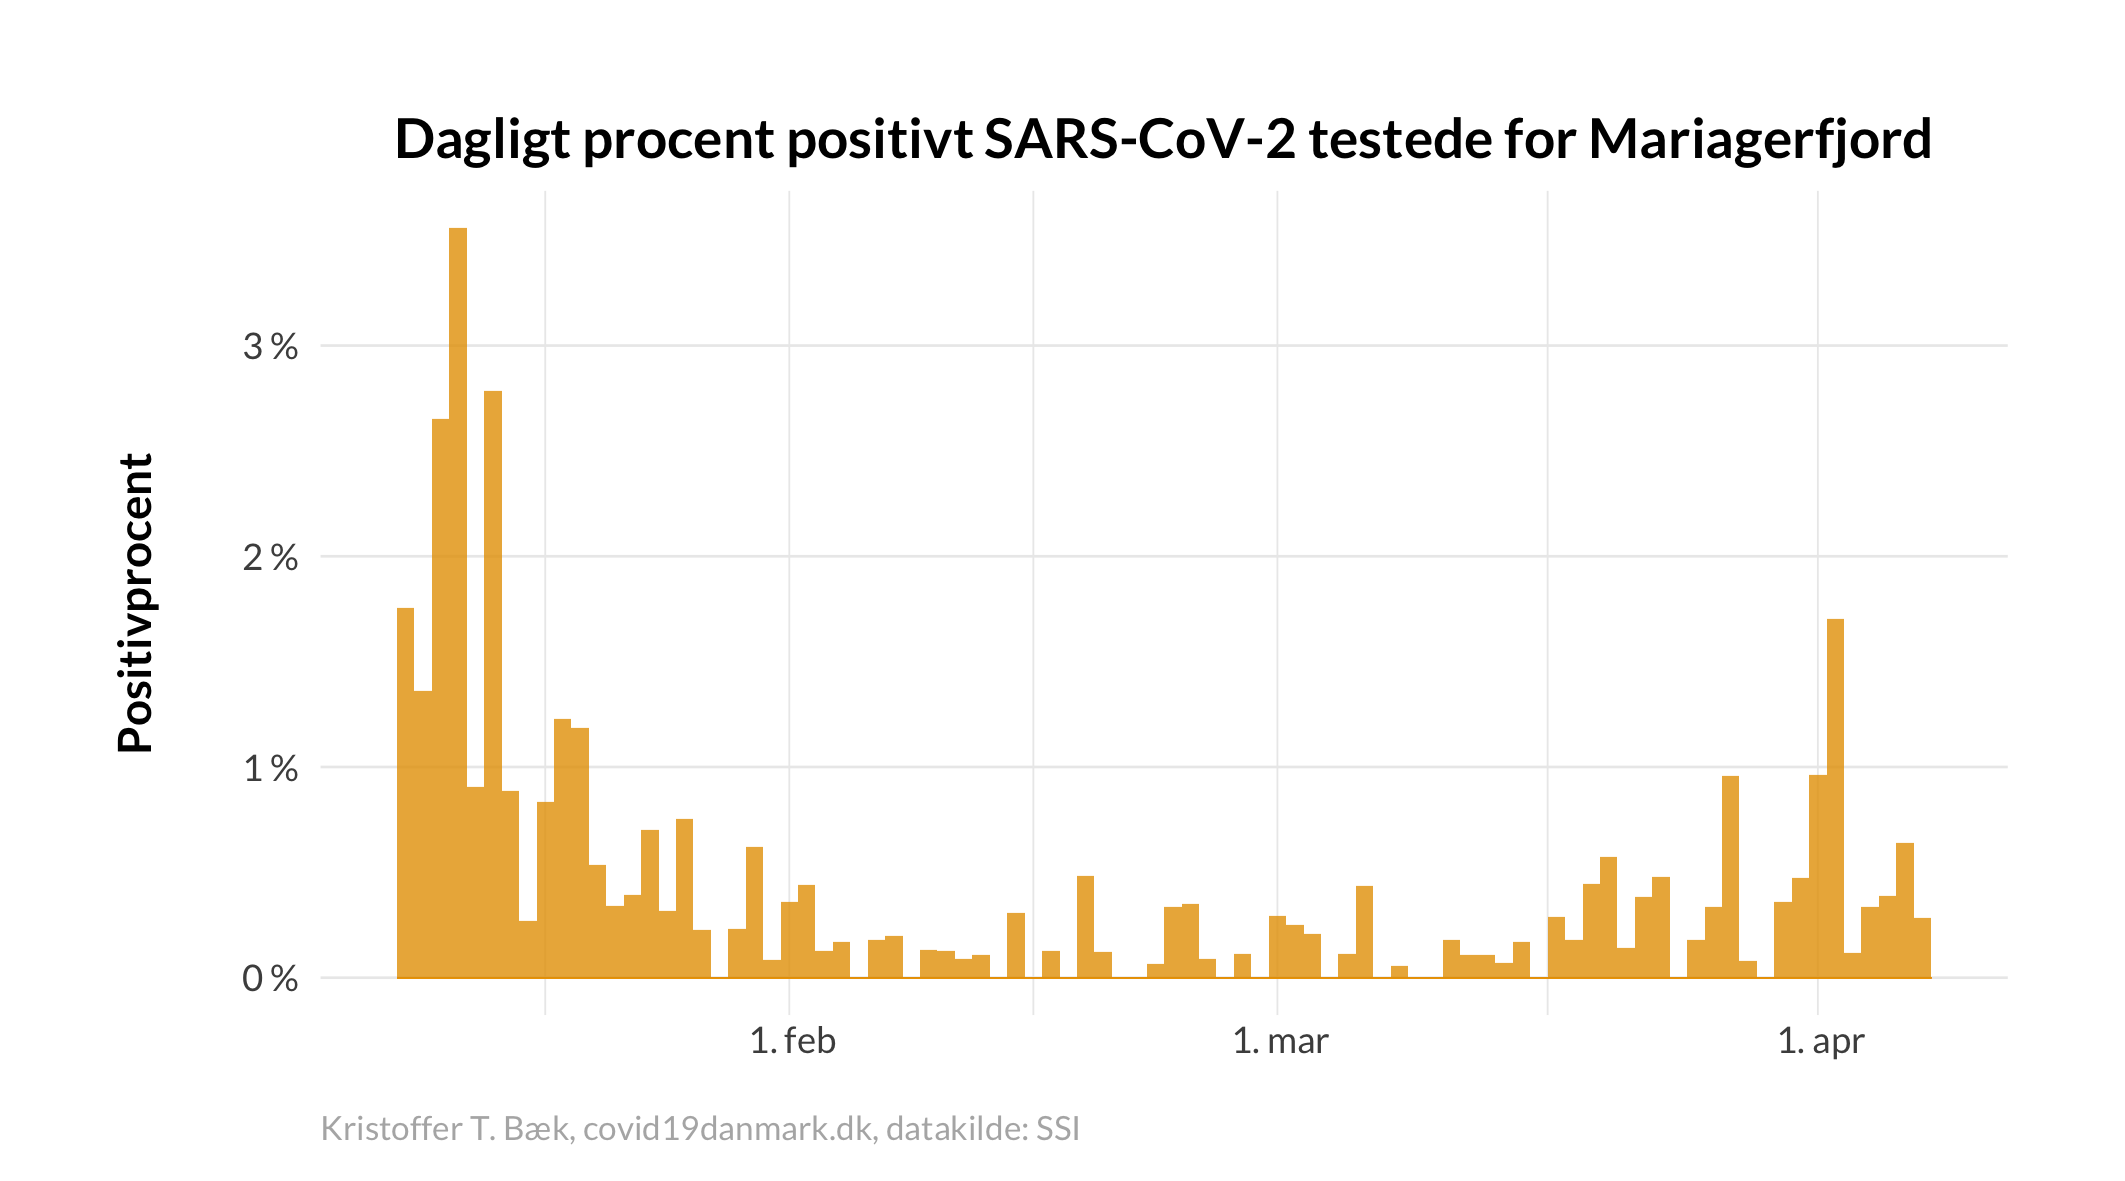 Dagligt procent positivt SARS-CoV-2 testede for Mariagerfjord
Positivprocent
3 %
2 %
1 %
0 %
1. feb
1. mar
1. apr
Kristoffer T. Bæk, covid19danmark.dk, datakilde: SSI